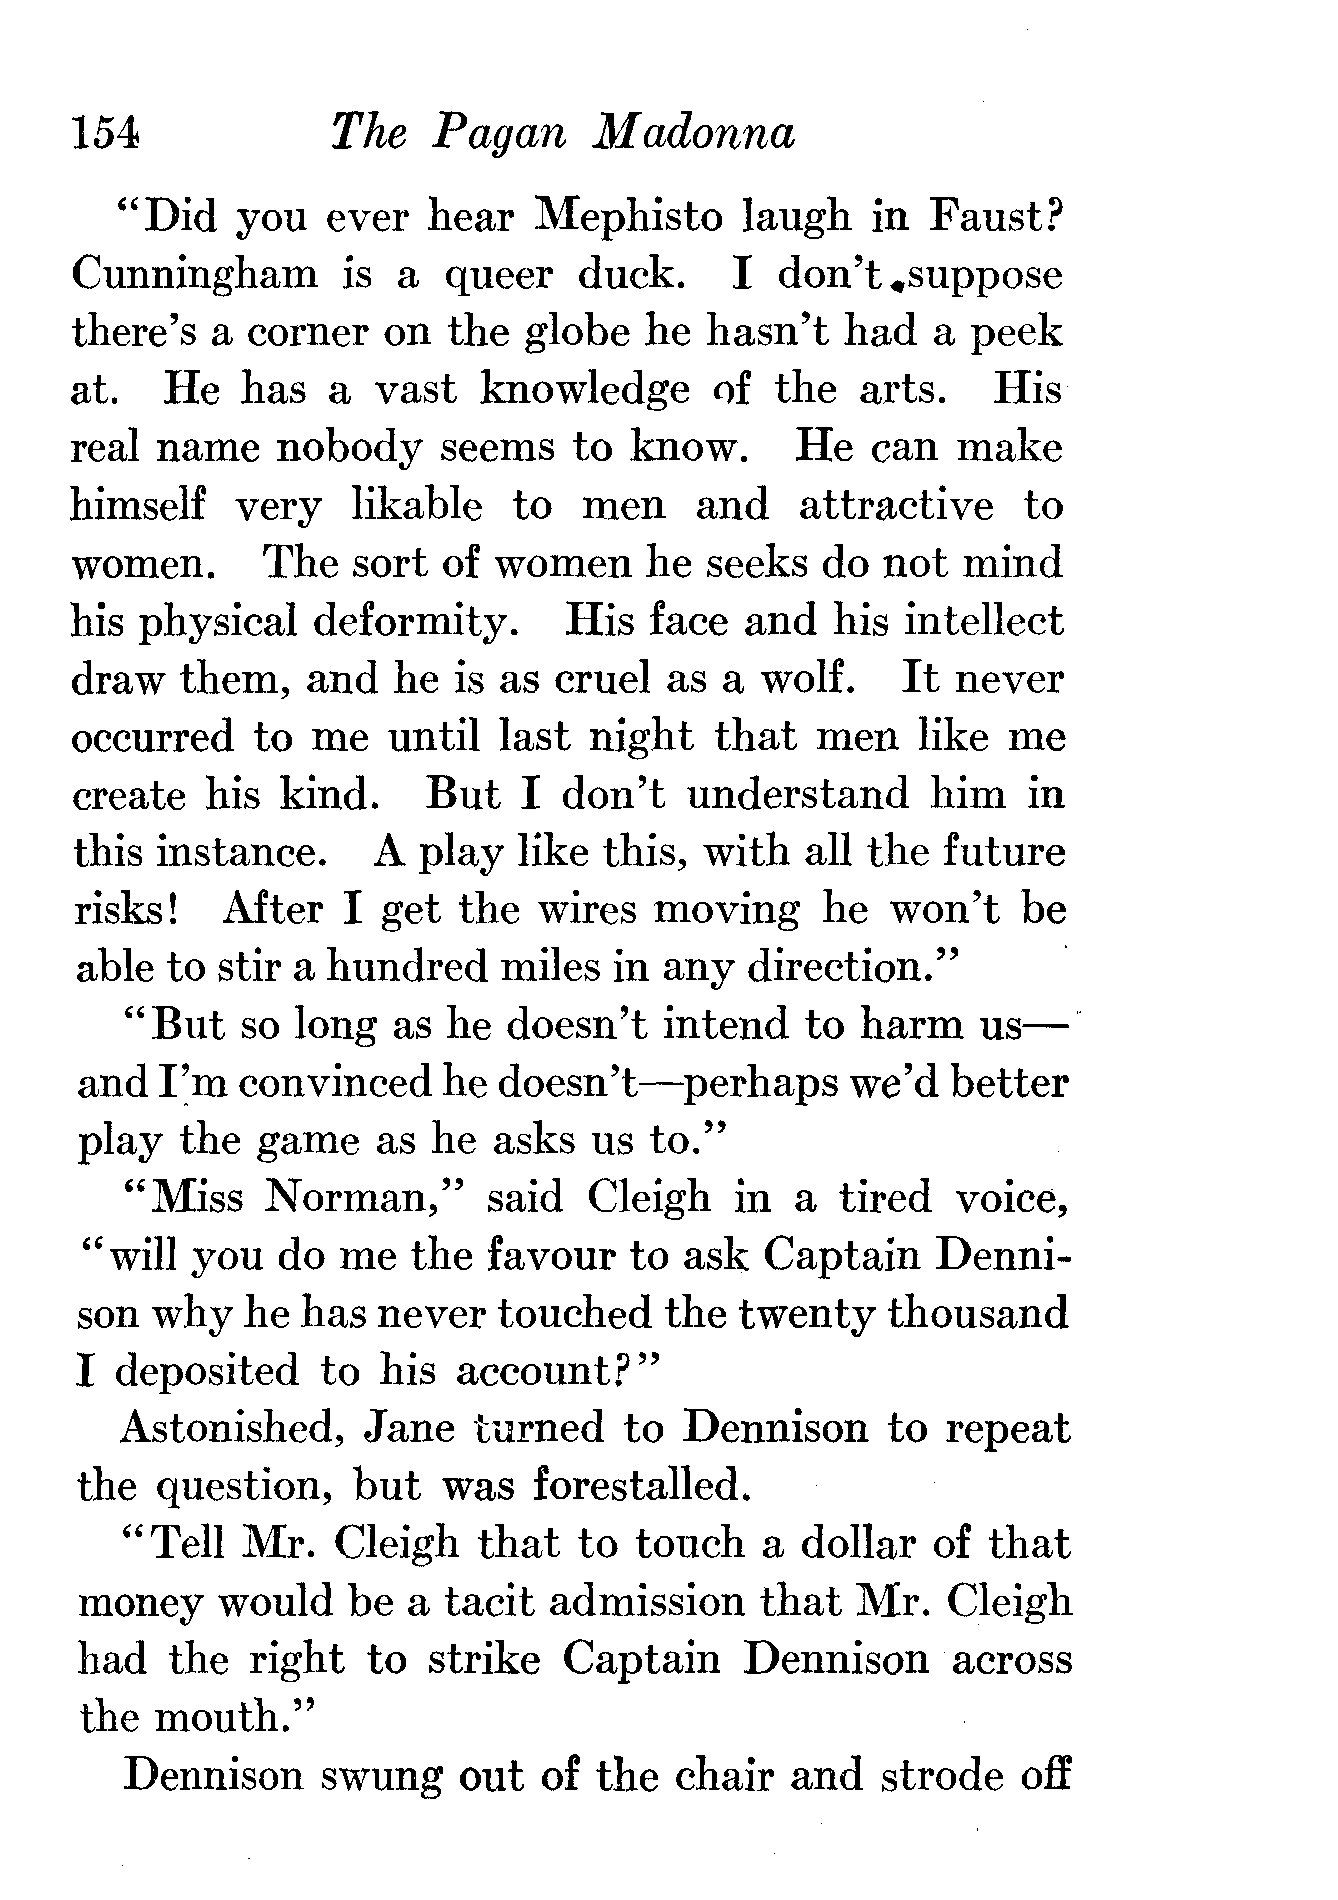 154 The Pagan Madonna
“Did you ever hear Mephisto laugh in Faust?
Cunningham is a queer duck. I don’t suppose
there’s a corner on the globe he hasn’t had a peek
at. He has a vast knowledge of the arts. His
real name nobody seems to know. He can make
himself very likable to men and attractive to
women. The sort of women he seeks do not mind
his physical deformity. His face and his intellect
draw them, and he is as cruel as a wolf. It never
occurred to me until last night that men like me
create his kind. But I don’t understand him in
this instance. A play like this, with all the future
risks! After I get the wires moving he won’t be
able to stir a hundred miles in any direction.”
“But so long as he doesn’t intend to harm us—
and I’m convinced he doesn’t—perhaps we’d better
play the game as he asks us to.”
“Miss Norman,” said Cleigh in a tired voice,
“will you do me the favour to ask Captain Denni-
son why he has never touched the twenty thousand
I deposited to his account?”
Astonished, Jane turned to Dennison to repeat
the question, but was forestalled.
“Tell Mr. Cleigh that to touch a dollar of that
money would be a tacit admission that Mr. Cleigh
had the right to strike Captain Dennison across
the mouth.”
Dennison swung out of the chair and strode off